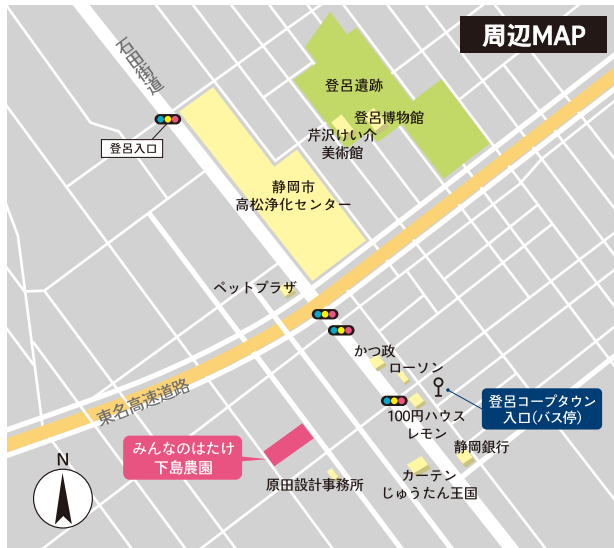 周辺MAP
石田街道
登呂遺跡
登呂博物館
芹沢けい介
美術館
登呂入口
静岡市
高松浄化センター
ペットプラザ
かつ政
ローソン
東名高速道路
登呂コープタウン
入口(バス停)
100円ハウス
レモン
静岡銀行
みんなのはたけ
下島農園
カーテン
じゅうたん王国
原田設計事務所
N